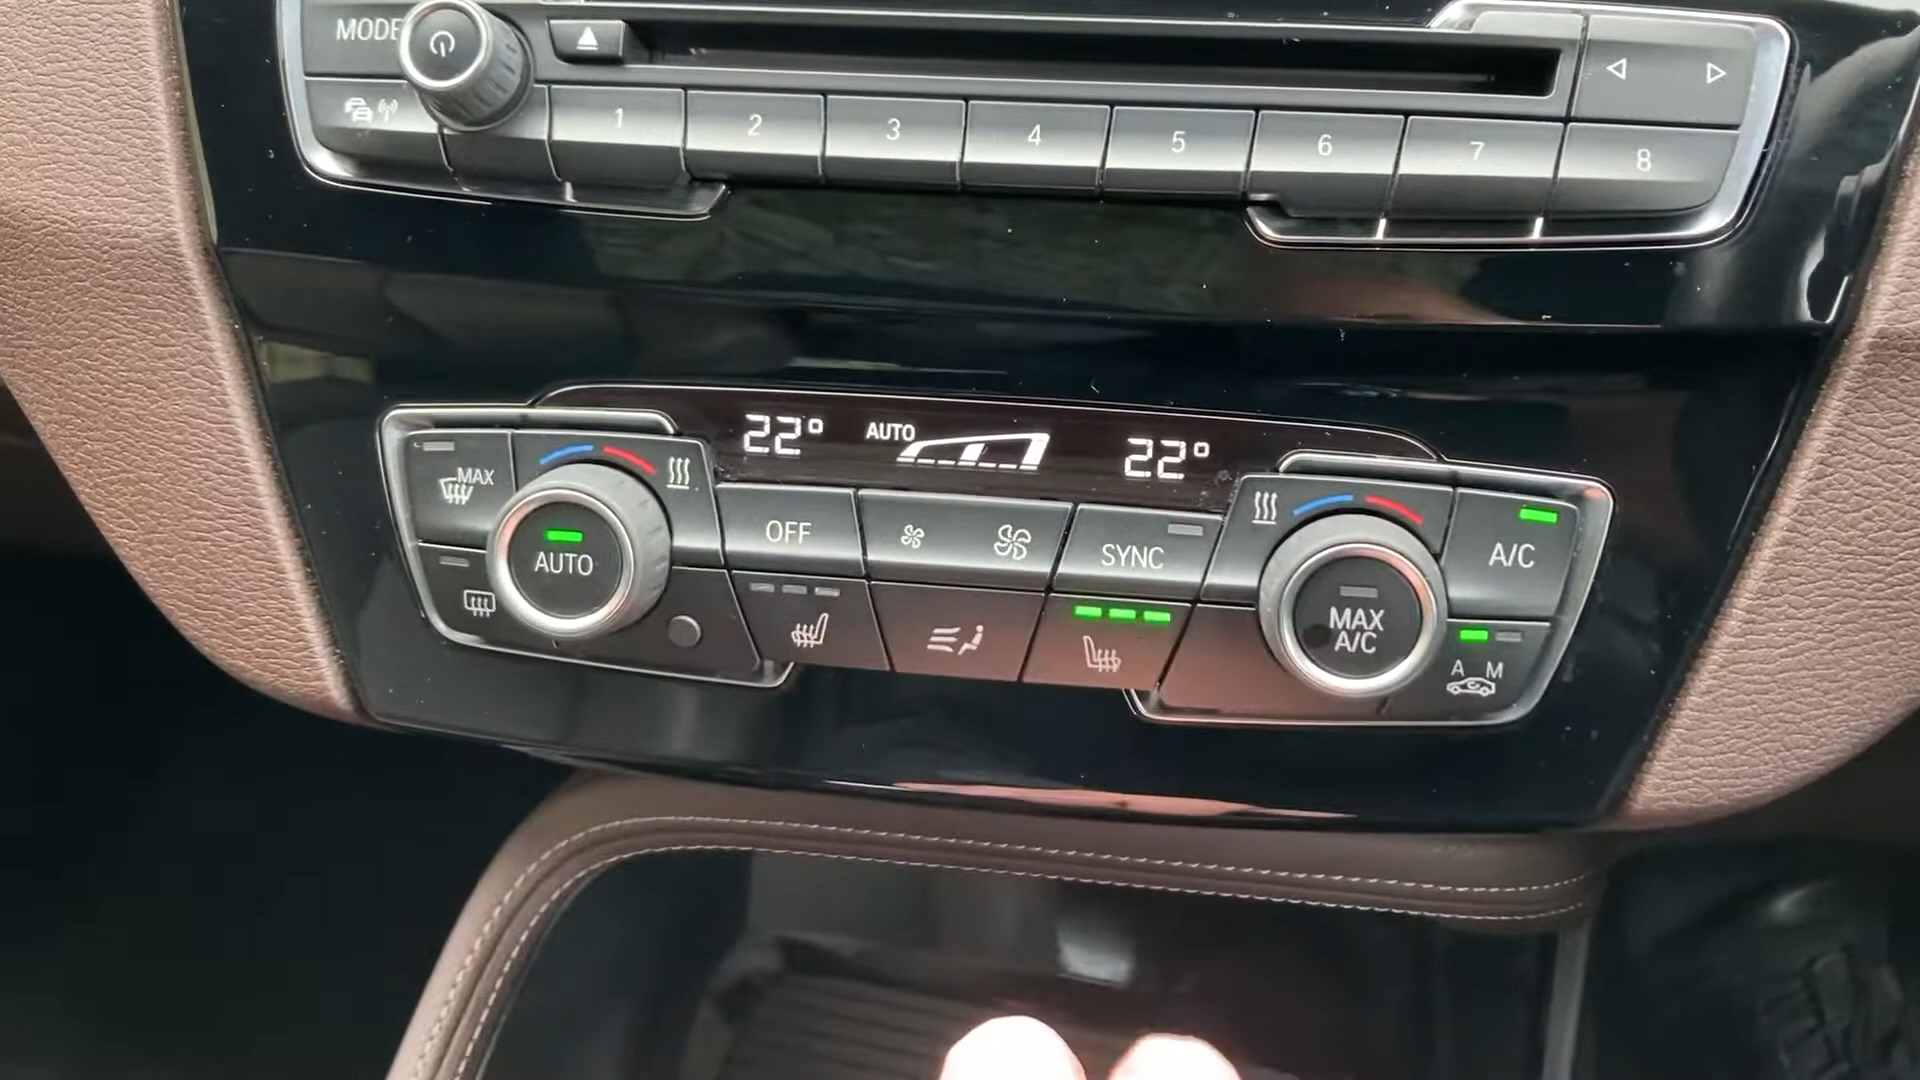 MODE
1 2 3 4 5 6 7 8
22° AUTO 22°
MAX
AUTO
OFF
SYNC
MAX
A/C
A/C
A M